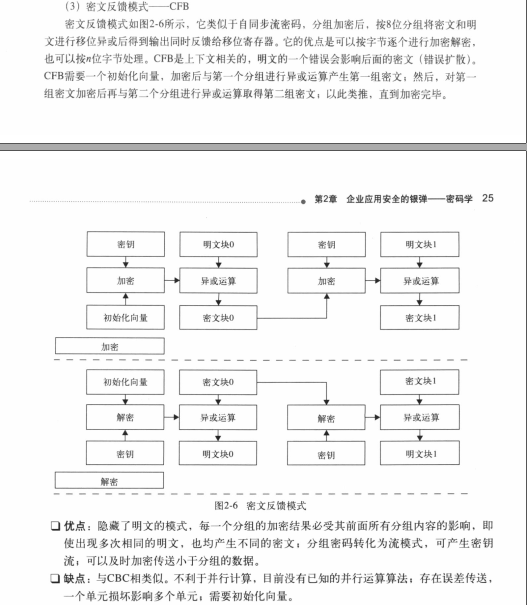 （3）密文反馈模式——CFB
密文反馈模式如图2-6所示，它类似于自同步流密码，分组加密后，按8位分组将密文和明
文进行移位异或后得到输出同时反馈给移位寄存器。它的优点是可以按字节逐个进行加密解密，
也可以按n位字节处理。CFB是上下文相关的，明文的一个错误会影响后面的密文（错误扩散）。
CFB需要一个初始化向量，加密后与第一个分组进行异或运算产生第一组密文；然后，对第一
组密文加密后再与第二个分组进行异或运算取得第二组密文；以此类推，直到加密完毕。
第2章 企业应用安全的银弹——密码学 25
密钥 明文块0 密钥 明文块1
加密 异或运算 加密 异或运算
初始化向量 密文块0 密文块1
加密
初始化向量 密文块0 密文块1
解密 异或运算 解密 异或运算
密钥 明文块0 密钥 明文块1
解密
图2-6 密文反馈模式
❑ 优点：隐藏了明文的模式，每一个分组的加密结果必受其前面所有分组内容的影响，即
使出现多次相同的明文，也均产生不同的密文；分组密码转化为流模式，可产生密钥
流；可以及时加密传送小于分组的数据。
❑ 缺点：与CBC相类似。不利于并行计算，目前没有已知的并行运算算法；存在误差传送，
一个单元损坏影响多个单元；需要初始化向量。